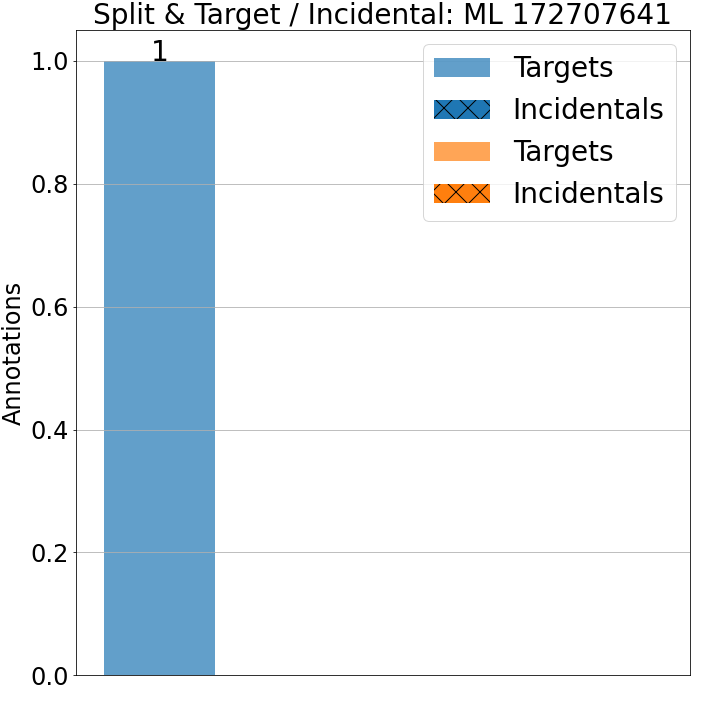 Split & Target / Incidental: ML 172707641
1
1.0
0.8
0.6
0.4
0.2
0.0
Annotations
Targets
Incidentals
Targets
Incidentals